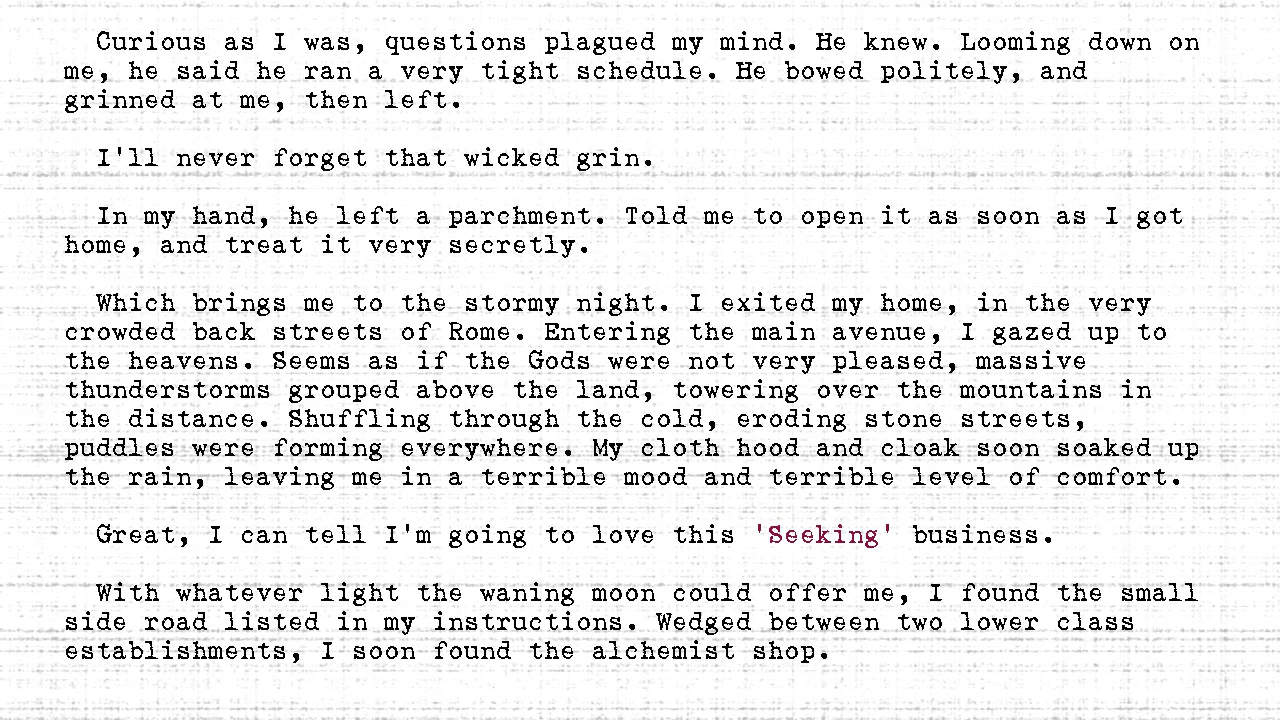 Curious as I was, questions plagued my mind. He knew. Looming down on
me, he said he ran a very tight schedule. He bowed politely, and
grinned at me, then left.
I'll never forget that wicked grin.
In my hand, he left a parchment. Told me to open it as soon as I got
home, and treat it very secretly.
Which brings me to the stormy night. I exited my home, in the very
crowded back streets of Rome. Entering the main avenue, I gazed up to
the heavens. Seems as if the Gods were not very pleased, massive
thunderstorms grouped above the land, towering over the mountains in
the distance. Shuffling through the cold, eroding stone streets,
puddles were forming everywhere. My cloth hood and cloak soon soaked up
the rain, leaving me in a terrible mood and terrible level of comfort.
Great, I can tell I'm going to love this 'Seeking' business.
With whatever light the waning moon could offer me, I found the small
side road listed in my instructions. Wedged between two lower class
establishments, I soon found the alchemist shop.